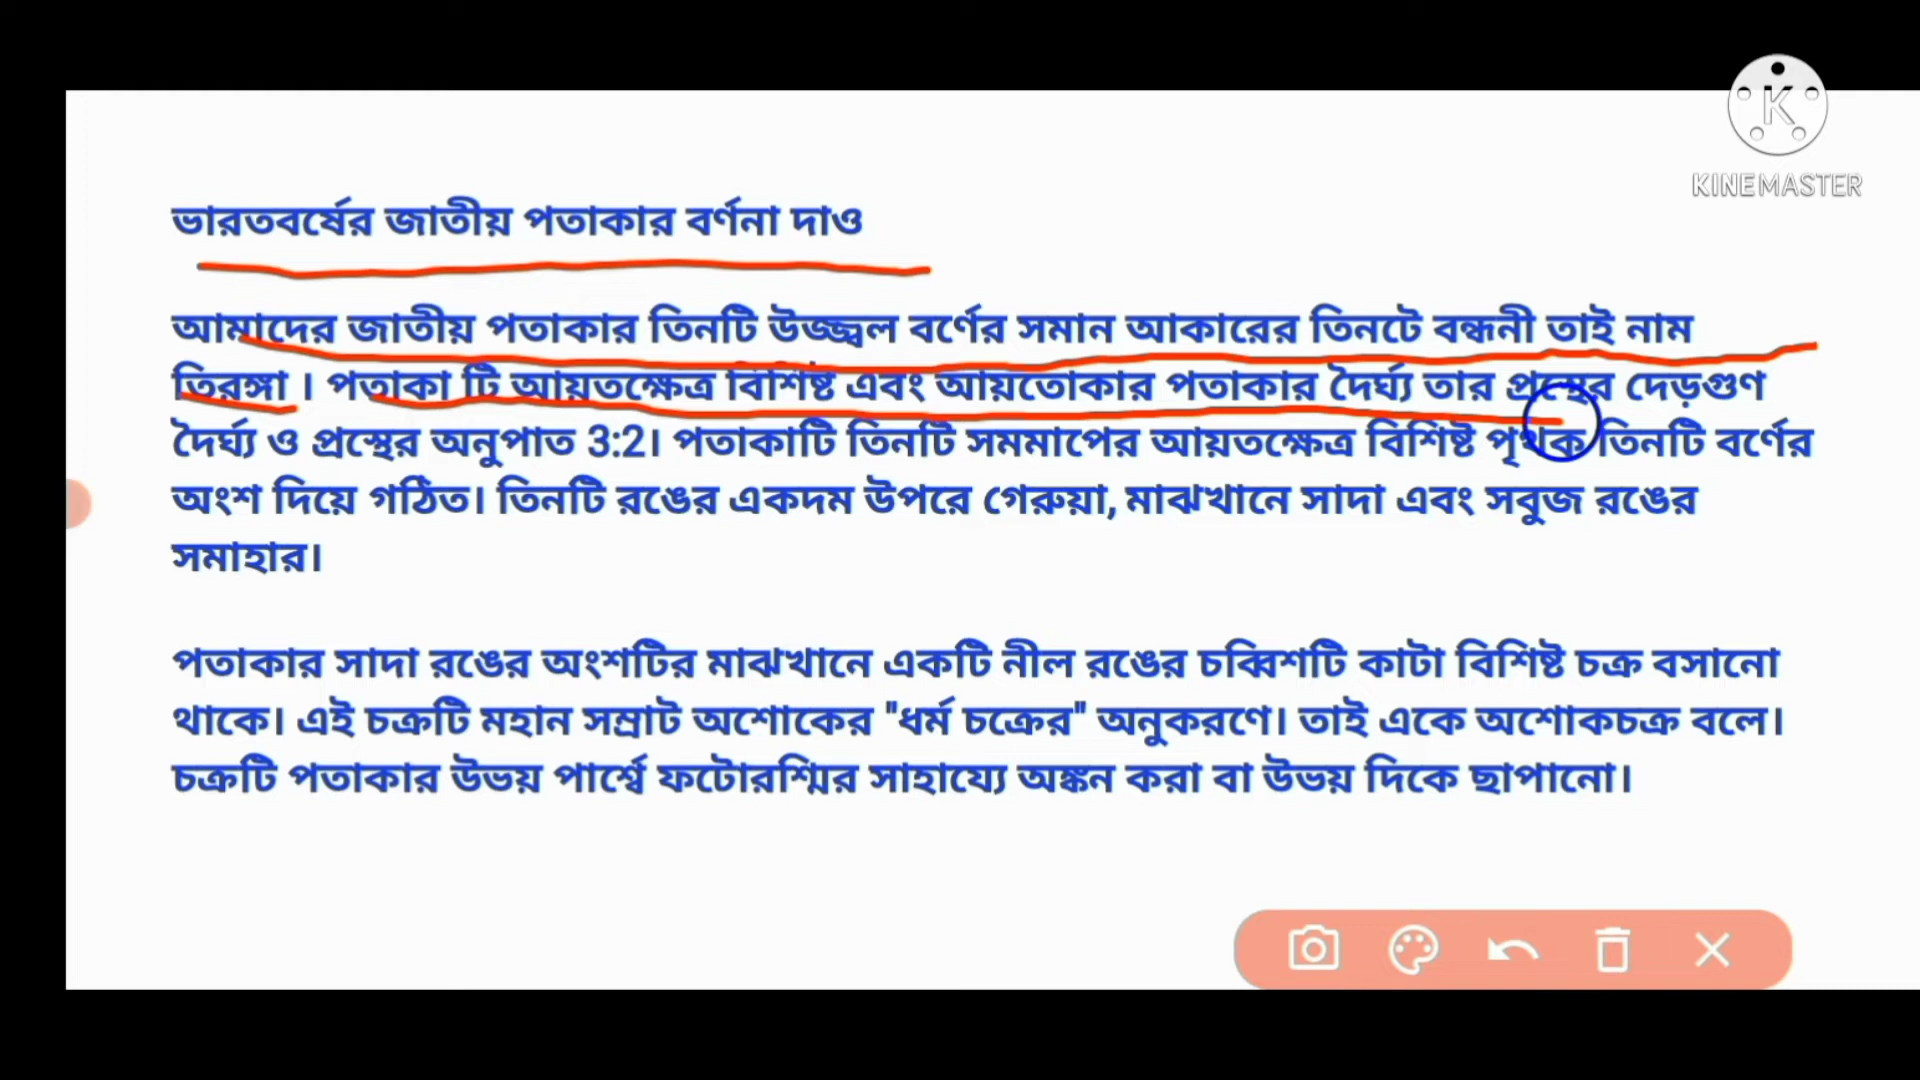 KINEMASTER
ভারতবর্ষের জাতীয় পতাকার বর্ণনা দাও
আমাদের জাতীয় পতাকার তিনটি উজ্জ্বল বর্ণের সমান আকারের তিনটে বন্ধনী তাই নাম
তিরঙ্গা । পতাকা টি আয়তক্ষেত্র বিশিষ্ট এবং আয়তোকার পতাকার দৈর্ঘ্য তার প্রস্থের দেড়গুণ
দৈর্ঘ্য ও প্রস্থের অনুপাত 3:2। পতাকাটি তিনটি সমমাপের আয়তক্ষেত্র বিশিষ্ট পৃথক তিনটি বর্ণের
অংশ দিয়ে গঠিত। তিনটি রঙের একদম উপরে গেরুয়া, মাঝখানে সাদা এবং সবুজ রঙের
সমাহার।
পতাকার সাদা রঙের অংশটির মাঝখানে একটি নীল রঙের চব্বিশটি কাটা বিশিষ্ট চক্র বসানো
থাকে। এই চক্রটি মহান সম্রাট অশোকের "ধর্ম চক্রের" অনুকরণে। তাই একে অশোকচক্র বলে।
চক্রটি পতাকার উভয় পার্শ্বে ফটোরশ্মির সাহায্যে অঙ্কন করা বা উভয় দিকে ছাপানো।